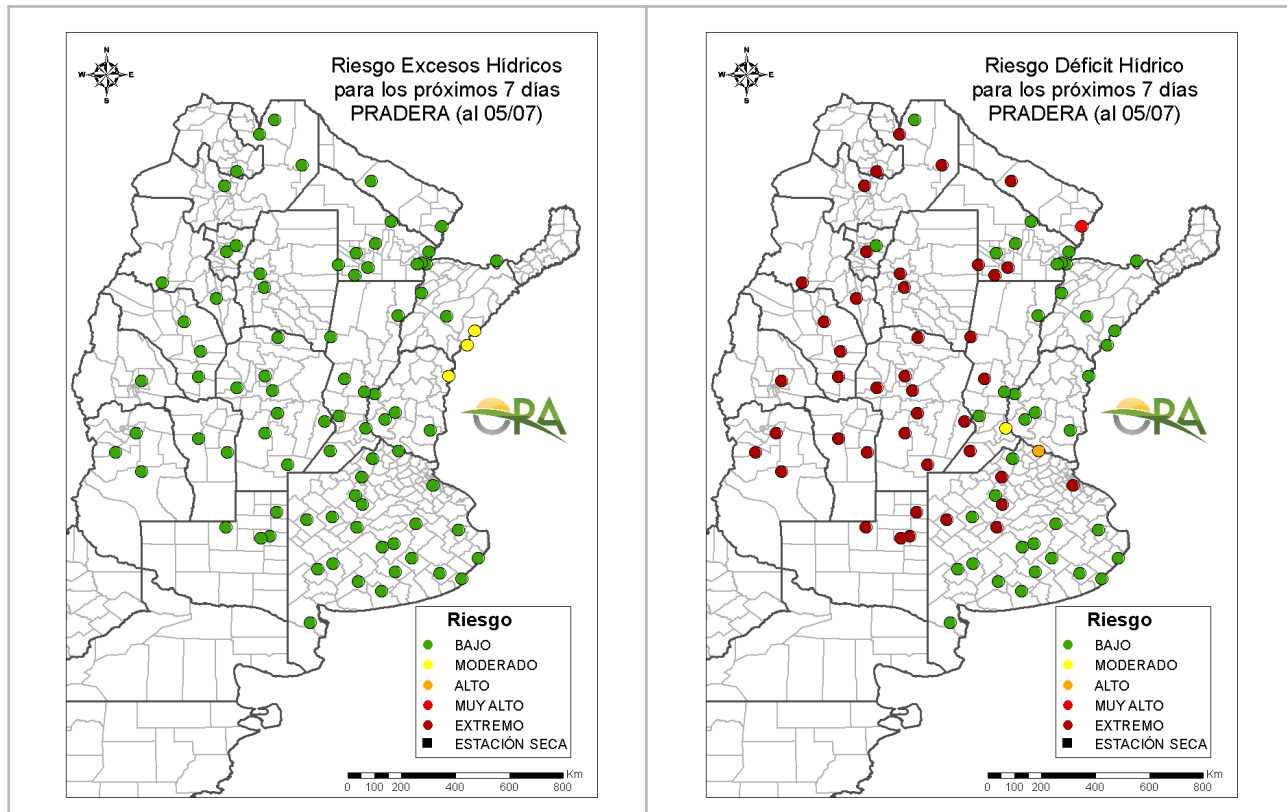 N
W E
S
Riesgo Excesos Hídricos
para los próximos 7 días
PRADERA (al 05/07)
ORA
Riesgo
BAJO
MODERADO
ALTO
MUY ALTO
EXTREMO
ESTACIÓN SECA
Km
0 100 200 400 600 800
N
W E
S
Riesgo Déficit Hídrico
para los próximos 7 días
PRADERA (al 05/07)
ORA
Riesgo
BAJO
MODERADO
ALTO
MUY ALTO
EXTREMO
ESTACIÓN SECA
Km
0 100 200 400 600 800